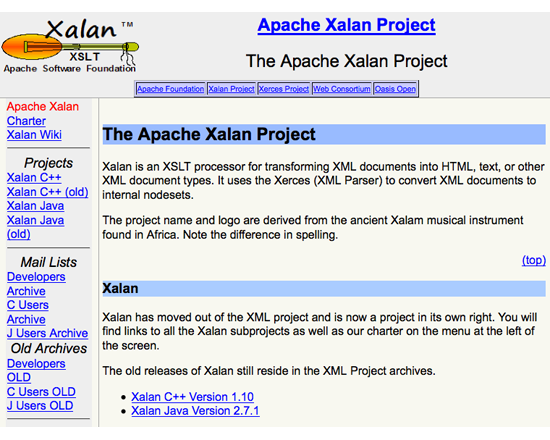 Xalan™
XSLT
Apache Software Foundation
Apache Xalan Project
The Apache Xalan Project
Apache Foundation Xalan Project Xerces Project Web Consortium Oasis Open
Apache Xalan
Charter
Xalan Wiki
Projects
Xalan C++
Xalan C++ (old)
Xalan Java
Xalan Java
(old)
Mail Lists
Developers
Archive
C Users
Archive
J Users Archive
Old Archives
Developers
OLD
C Users OLD
J Users OLD
The Apache Xalan Project
Xalan is an XSLT processor for transforming XML documents into HTML, text, or other
XML document types. It uses the Xerces (XML Parser) to convert XML documents to
internal nodesets.
The project name and logo are derived from the ancient Xalam musical instrument
found in Africa. Note the difference in spelling.
(top)
Xalan
Xalan has moved out of the XML project and is now a project in its own right. You will
find links to all the Xalan subprojects as well as our charter on the menu at the left of
the screen.
The old releases of Xalan still reside in the XML Project archives.
• Xalan C++ Version 1.10
• Xalan Java Version 2.7.1